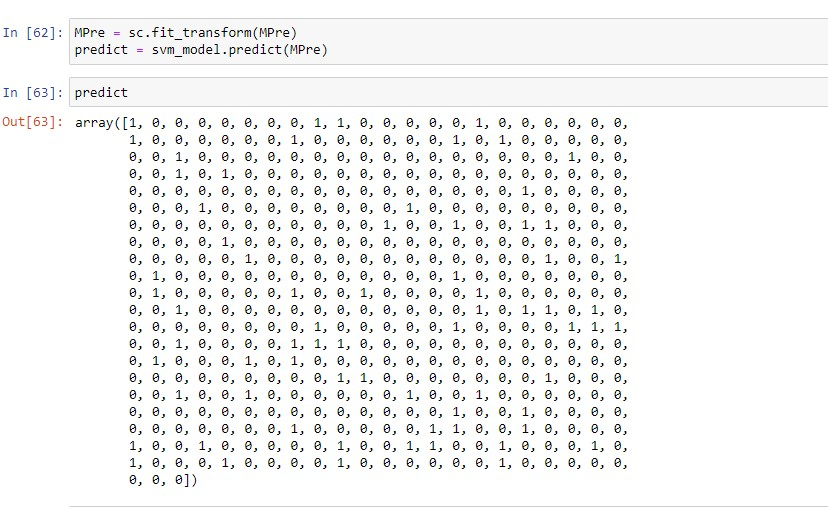 In [62]: MPre = sc.fit_transform(MPre)
predict = svm_model.predict(MPre)
In [63]: predict
Out[63]: array([1, 0, 0, 0, 0, 0, 0, 0, 1, 1, 0, 0, 0, 0, 0, 1, 0, 0, 0, 0, 0, 0,
1, 0, 0, 0, 0, 0, 0, 1, 0, 0, 0, 0, 0, 0, 1, 0, 1, 0, 0, 0, 0, 0,
0, 0, 1, 0, 0, 0, 0, 0, 0, 0, 0, 0, 0, 0, 0, 0, 0, 0, 0, 1, 0, 0,
0, 0, 1, 0, 1, 0, 0, 0, 0, 0, 0, 0, 0, 0, 0, 0, 0, 0, 0, 0, 0, 0,
0, 0, 0, 0, 0, 0, 0, 0, 0, 0, 0, 0, 0, 0, 0, 0, 0, 1, 0, 0, 0, 0,
0, 0, 0, 1, 0, 0, 0, 0, 0, 0, 0, 0, 1, 0, 0, 0, 0, 0, 0, 0, 0, 0,
0, 0, 0, 0, 0, 0, 0, 0, 0, 0, 0, 1, 0, 0, 1, 0, 0, 1, 1, 0, 0, 0,
0, 0, 0, 0, 1, 0, 0, 0, 0, 0, 0, 0, 0, 0, 0, 0, 0, 0, 0, 0, 0, 0,
0, 0, 0, 0, 0, 1, 0, 0, 0, 0, 0, 0, 0, 0, 0, 0, 0, 0, 1, 0, 0, 1,
0, 1, 0, 0, 0, 0, 0, 0, 0, 0, 0, 0, 0, 0, 1, 0, 0, 0, 0, 0, 0, 0,
0, 1, 0, 0, 0, 0, 0, 1, 0, 0, 1, 0, 0, 0, 0, 1, 0, 0, 0, 0, 0, 0,
0, 0, 1, 0, 0, 0, 0, 0, 0, 0, 0, 0, 0, 0, 0, 1, 0, 1, 1, 0, 1, 0,
0, 0, 0, 0, 0, 0, 0, 0, 1, 0, 0, 0, 0, 0, 1, 0, 0, 0, 0, 1, 1, 1,
0, 0, 1, 0, 0, 0, 0, 1, 1, 1, 0, 0, 0, 0, 0, 0, 0, 0, 0, 0, 0, 0,
0, 1, 0, 0, 0, 1, 0, 1, 0, 0, 0, 0, 0, 0, 0, 0, 0, 0, 0, 0, 0, 0,
0, 0, 0, 0, 0, 0, 0, 0, 0, 1, 1, 0, 0, 0, 0, 0, 0, 0, 1, 0, 0, 0,
0, 0, 1, 0, 0, 1, 0, 0, 0, 0, 0, 0, 1, 0, 0, 1, 0, 0, 0, 0, 0, 0,
0, 0, 0, 0, 0, 0, 0, 0, 0, 0, 0, 0, 0, 0, 1, 0, 0, 1, 0, 0, 0, 0,
0, 0, 0, 0, 0, 0, 0, 1, 0, 0, 0, 0, 0, 1, 1, 0, 0, 1, 0, 0, 0, 0,
1, 0, 0, 1, 0, 0, 0, 0, 0, 1, 0, 0, 1, 1, 0, 0, 1, 0, 0, 0, 1, 0,
1, 0, 0, 0, 1, 0, 0, 0, 0, 1, 0, 0, 0, 0, 0, 0, 1, 0, 0, 0, 0, 0,
0, 0, 0])